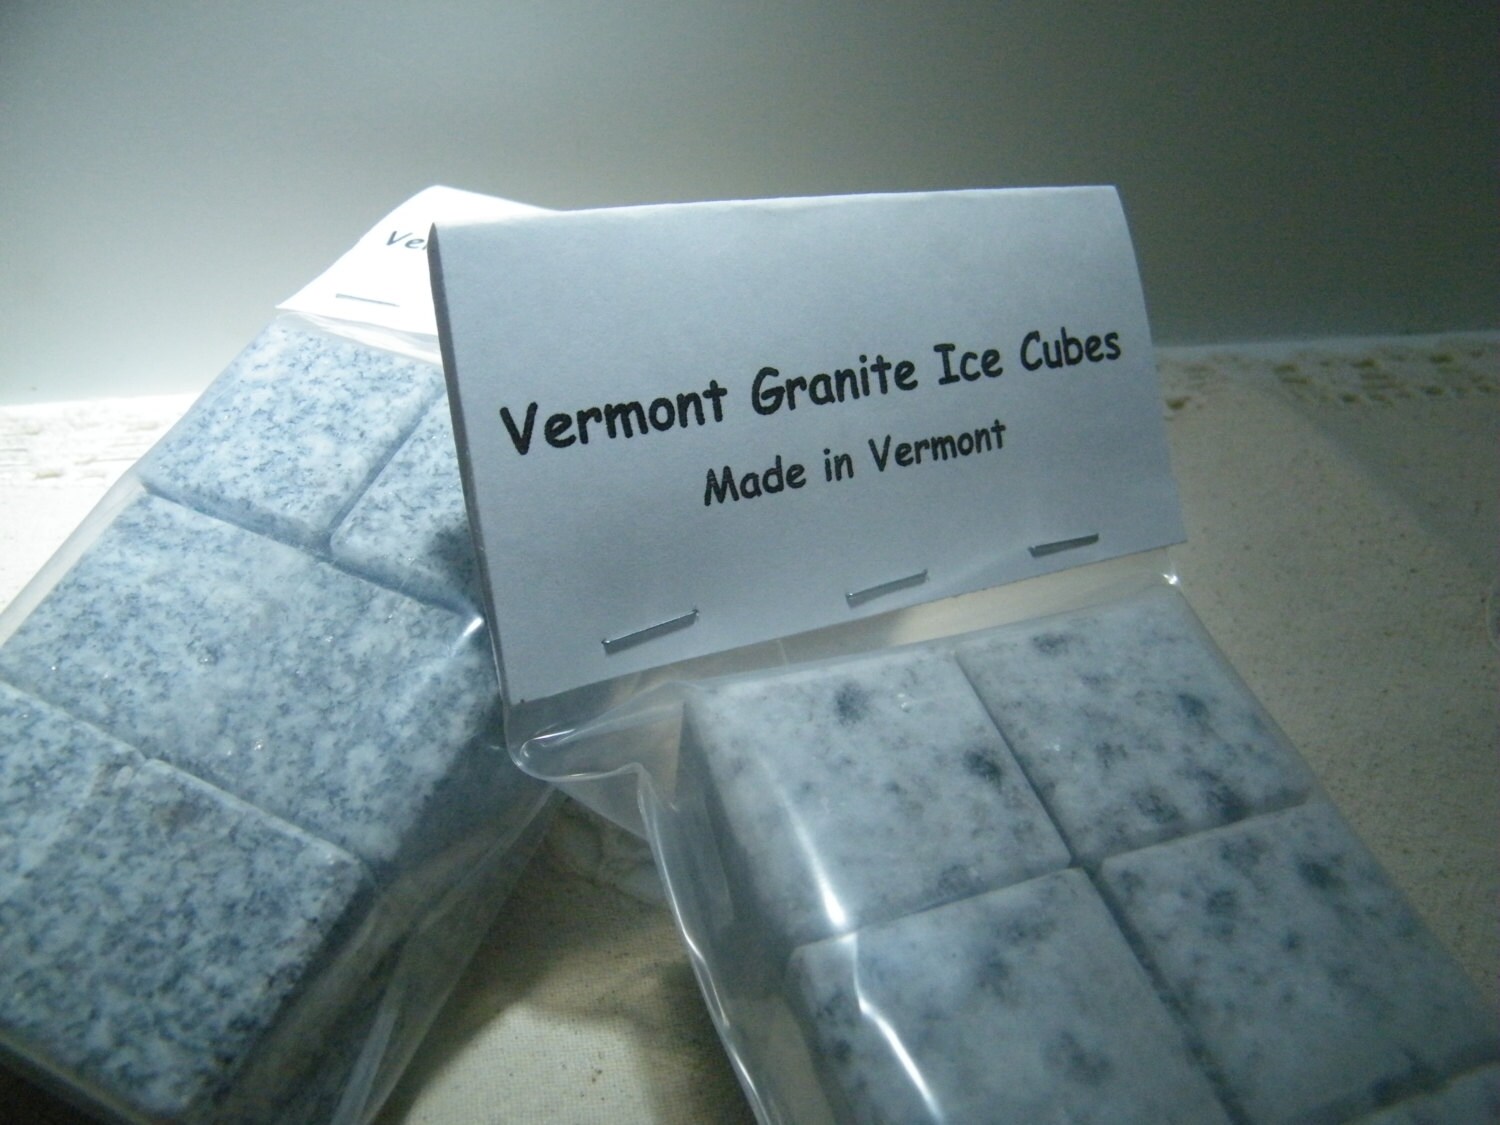 Vermont Granite Ice Cubes
Made in Vermont